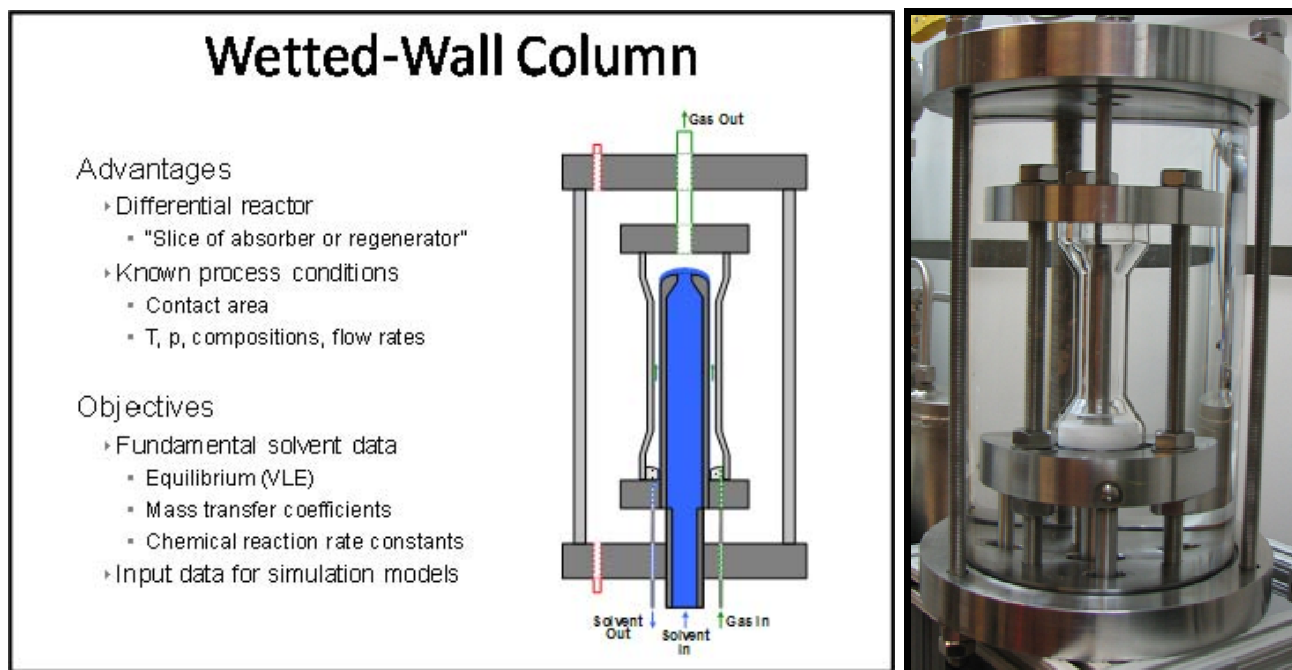 Wetted-Wall Column
Advantages
Differential reactor
"Slice of absorber or regenerator"
Known process conditions
Contact area
T, p, compositions, flow rates
Objectives
Fundamental solvent data
Equilibrium (VLE)
Mass transfer coefficients
Chemical reaction rate constants
Input data for simulation models
Gas Out
Solvent
Out
Solvent
In
Gas In